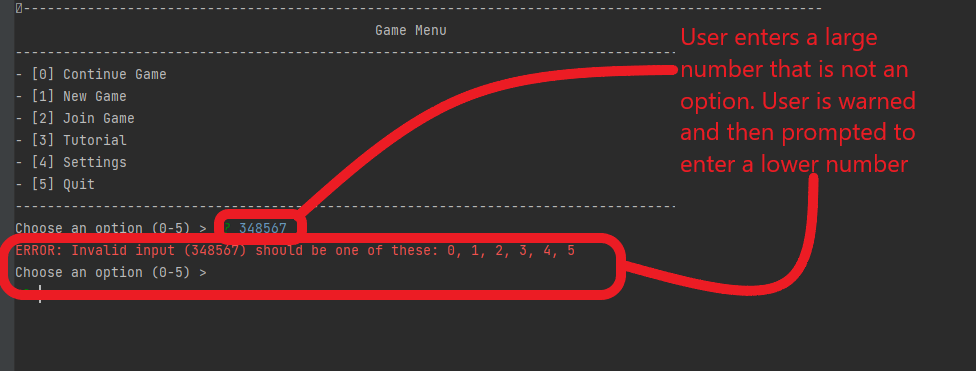 Game Menu
- [0] Continue Game
- [1] New Game
- [2] Join Game
- [3] Tutorial
- [4] Settings
- [5] Quit
Choose an option (0-5) > ? 348567
ERROR: Invalid input (348567) should be one of these: 0, 1, 2, 3, 4, 5
Choose an option (0-5) >
User enters a large
number that is not an
option. User is warned
and then prompted to
enter a lower number